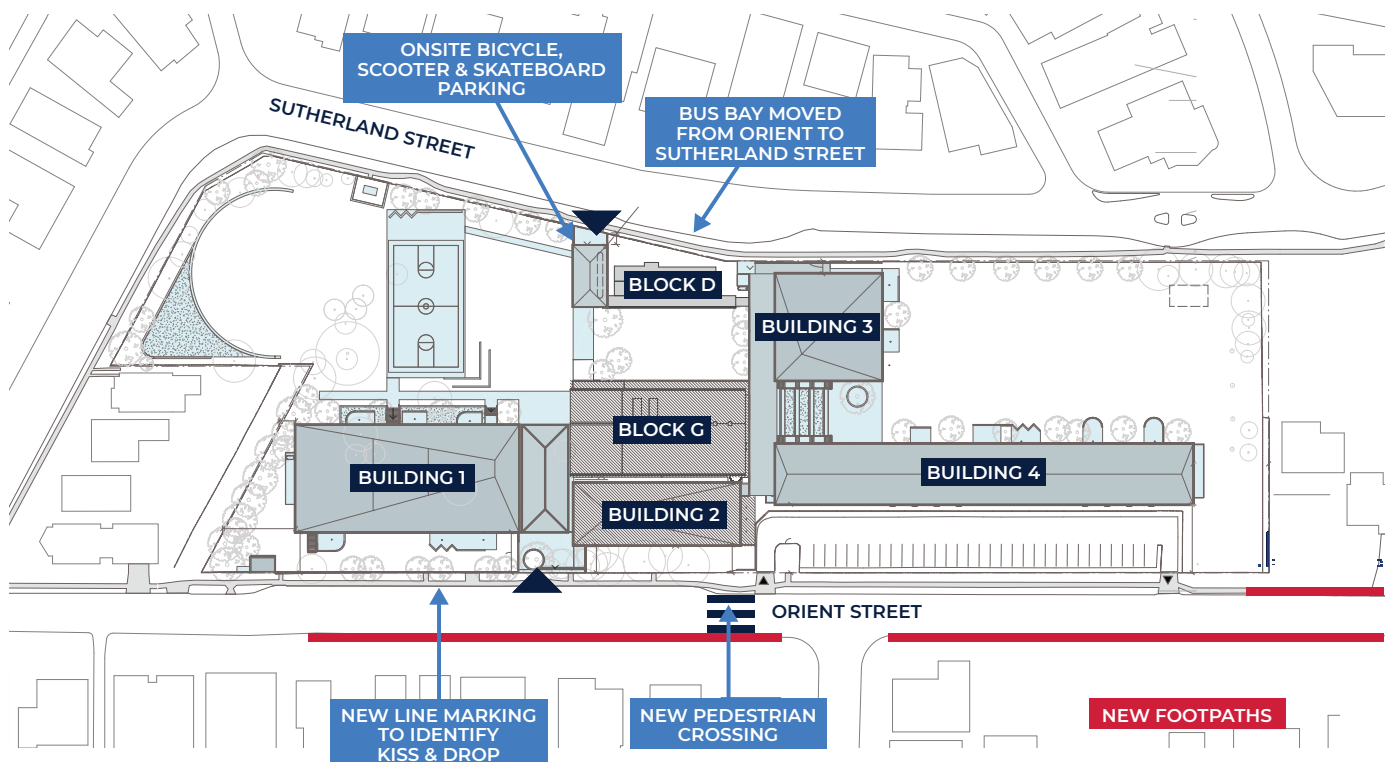 ONSITE BICYCLE,
SCOOTER & SKATEBOARD
PARKING
BUS BAY MOVED
FROM ORIENT TO
SUTHERLAND STREET
SUTHERLAND STREET
BLOCK D
BUILDING 3
BLOCK G
BUILDING 1
BUILDING 4
BUILDING 2
ORIENT STREET
NEW LINE MARKING
TO IDENTIFY
KISS & DROP
NEW PEDESTRIAN
CROSSING
NEW FOOTPATHS